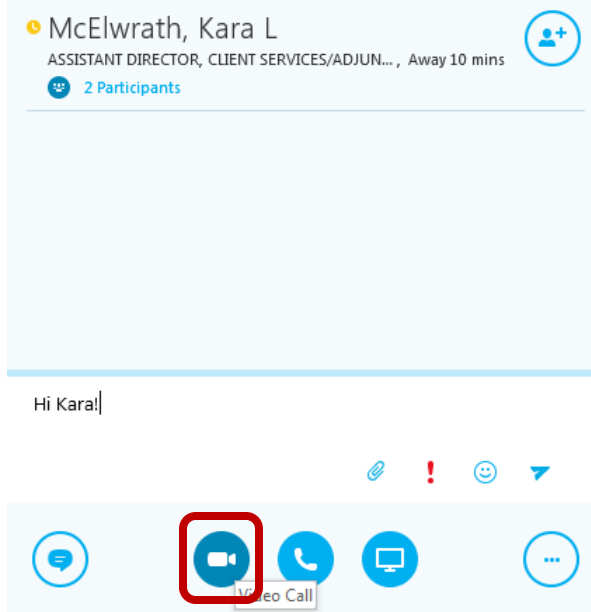 McElwrath, Kara L
ASSISTANT DIRECTOR, CLIENT SERVICES/ADJUN... , Away 10 mins
2 Participants
Hi Kara!
Video Call